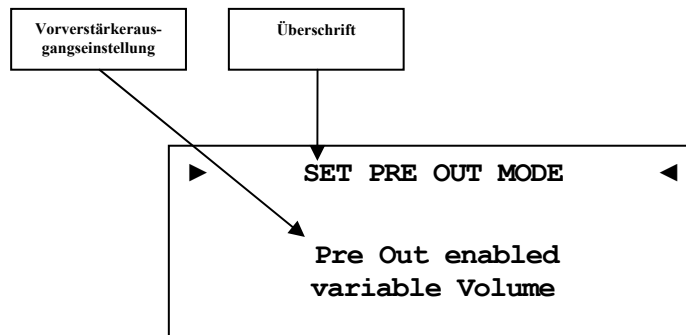 Vorverstärkeraus-
gangseinstellung
Überschrift
► SET PRE OUT MODE ◄
Pre Out enabled
variable Volume